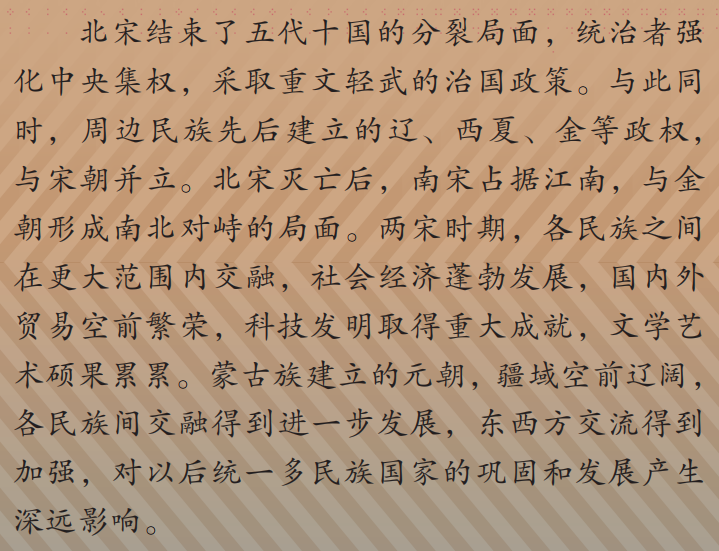 北宋结束了五代十国的分裂局面，统治者强
化中央集权，采取重文轻武的治国政策。与此同
时，周边民族先后建立的辽、西夏、金等政权，
与宋朝并立。北宋灭亡后，南宋占据江南，与金
朝形成南北对峙的局面。两宋时期，各民族之间
在更大范围内交融，社会经济蓬勃发展，国内外
贸易空前繁荣，科技发明取得重大成就，文学艺
术硕果累累。蒙古族建立的元朝，疆域空前辽阔，
各民族间交融得到进一步发展，东西方交流得到
加强，对以后统一多民族国家的巩固和发展产生
深远影响。